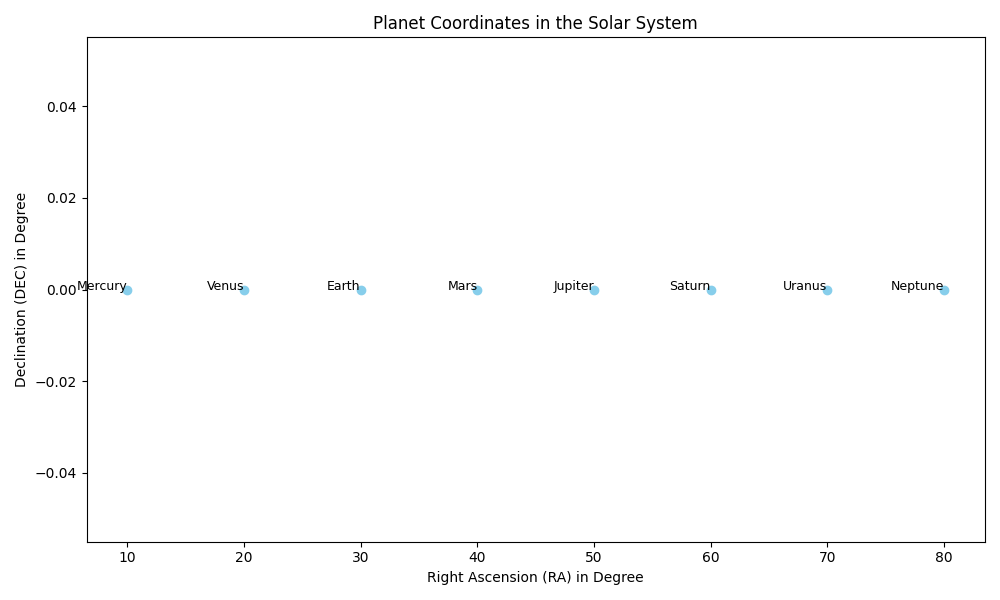 Planet Coordinates in the Solar System
Declination (DEC) in Degree
0.04
0.02
0.00
−0.02
−0.04
Mercury Venus Earth Mars Jupiter Saturn Uranus Neptune
10 20 30 40 50 60 70 80
Right Ascension (RA) in Degree